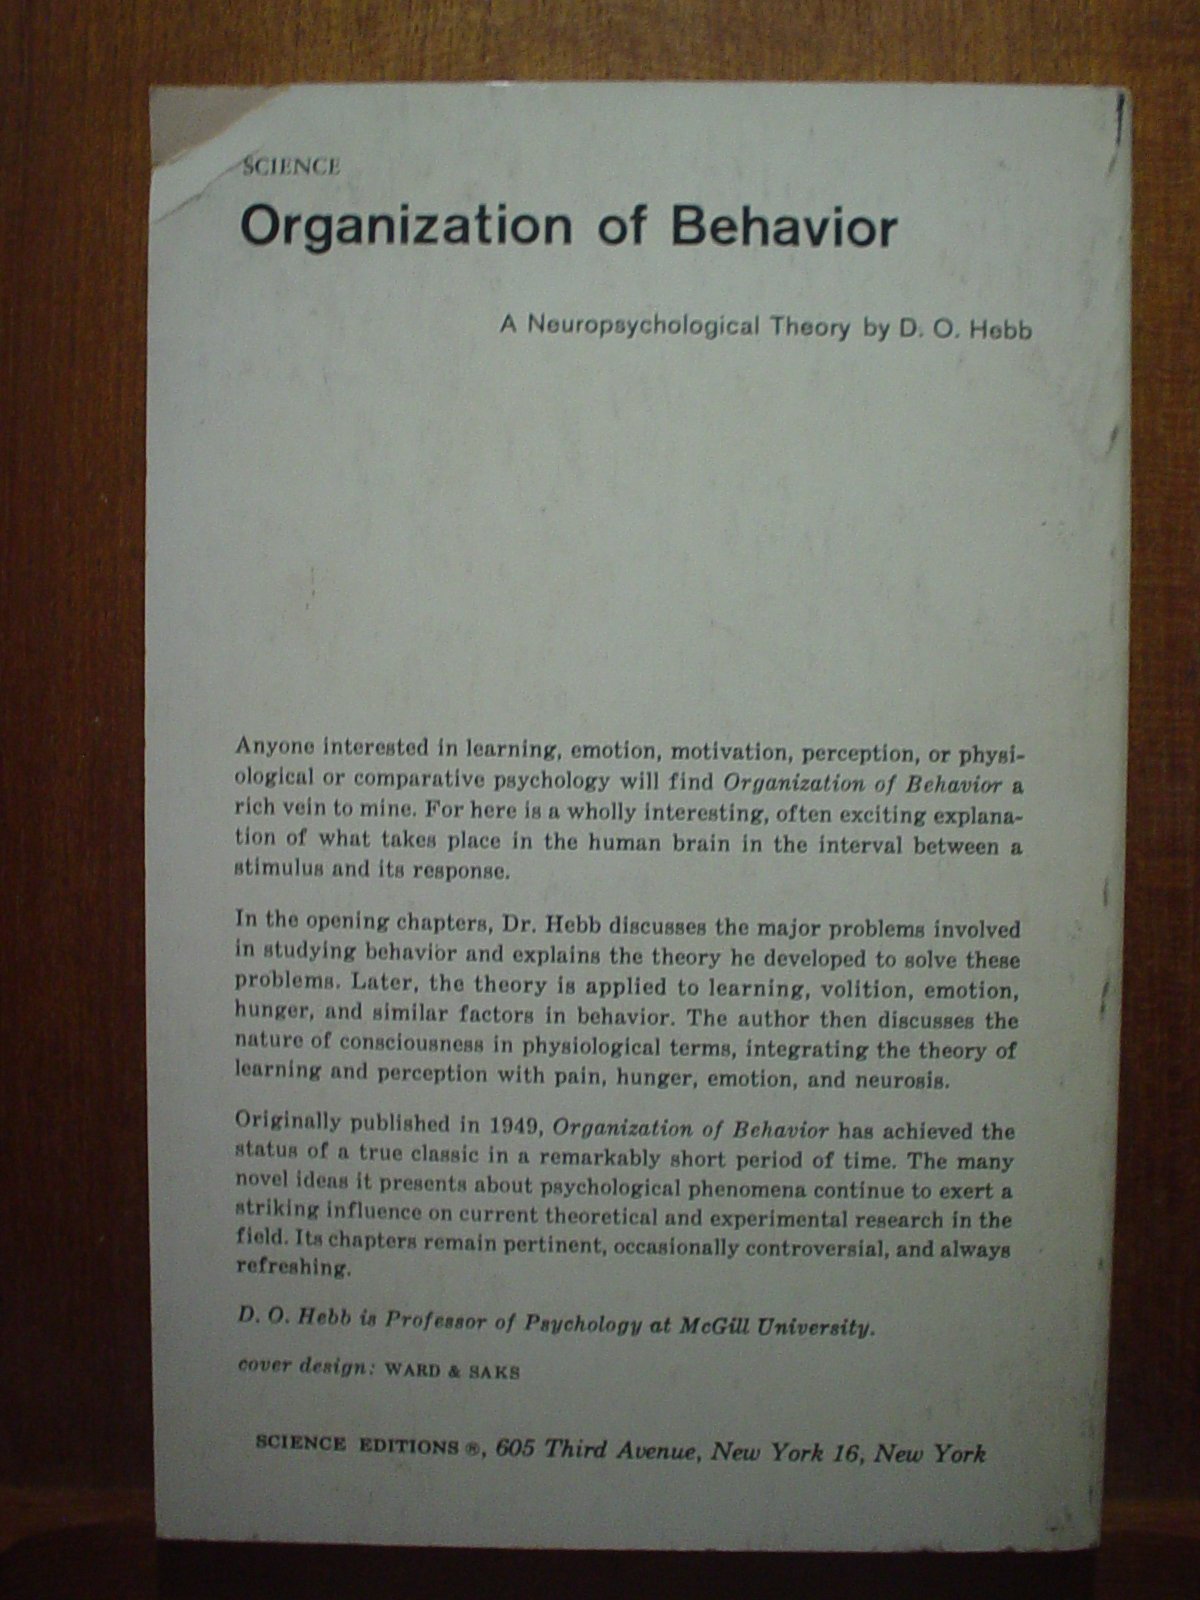 SCIENCE
Organization of Behavior
A Neuropsychological Theory by D. O. Hebb
Anyone interested in learning, emotion, motivation, perception, or physi-
ological or comparative psychology will find Organization of Behavior a
rich vein to mine. For here is a wholly interesting, often exciting explana-
tion of what takes place in the human brain in the interval between a
stimulus and its response.
In the opening chapters, Dr. Hebb discusses the major problems involved
in studying behavior and explains the theory he developed to solve these
problems. Later, the theory is applied to learning, volition, emotion,
hunger, and similar factors in behavior. The author then discusses the
nature of consciousness in physiological terms, integrating the theory of
learning and perception with pain, hunger, emotion, and neurosis.
Originally published in 1949, Organization of Behavior has achieved the
status of a true classic in a remarkably short period of time. The many
novel ideas it presents about psychological phenomena continue to exert a
striking influence on current theoretical and experimental research in the
field. Its chapters remain pertinent, occasionally controversial, and always
refreshing.
D. O. Hebb is Professor of Psychology at McGill University.
cover design: WARD & SAKS
SCIENCE EDITIONS ®, 605 Third Avenue, New York 16, New York